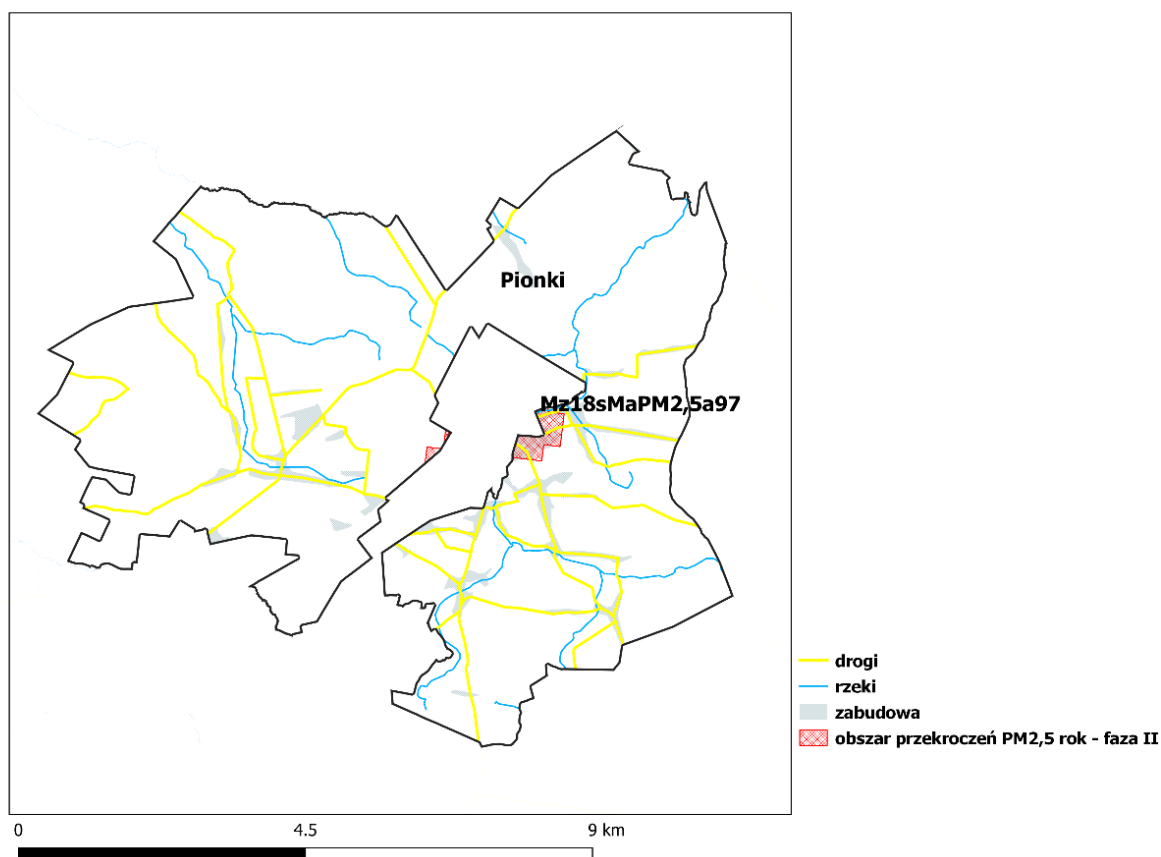 Pionki
Mz18sMaPM2,5a97
drogi
rzeki
zabudowa
obszar przekroczeń PM2,5 rok - faza II
0 4.5 9 km